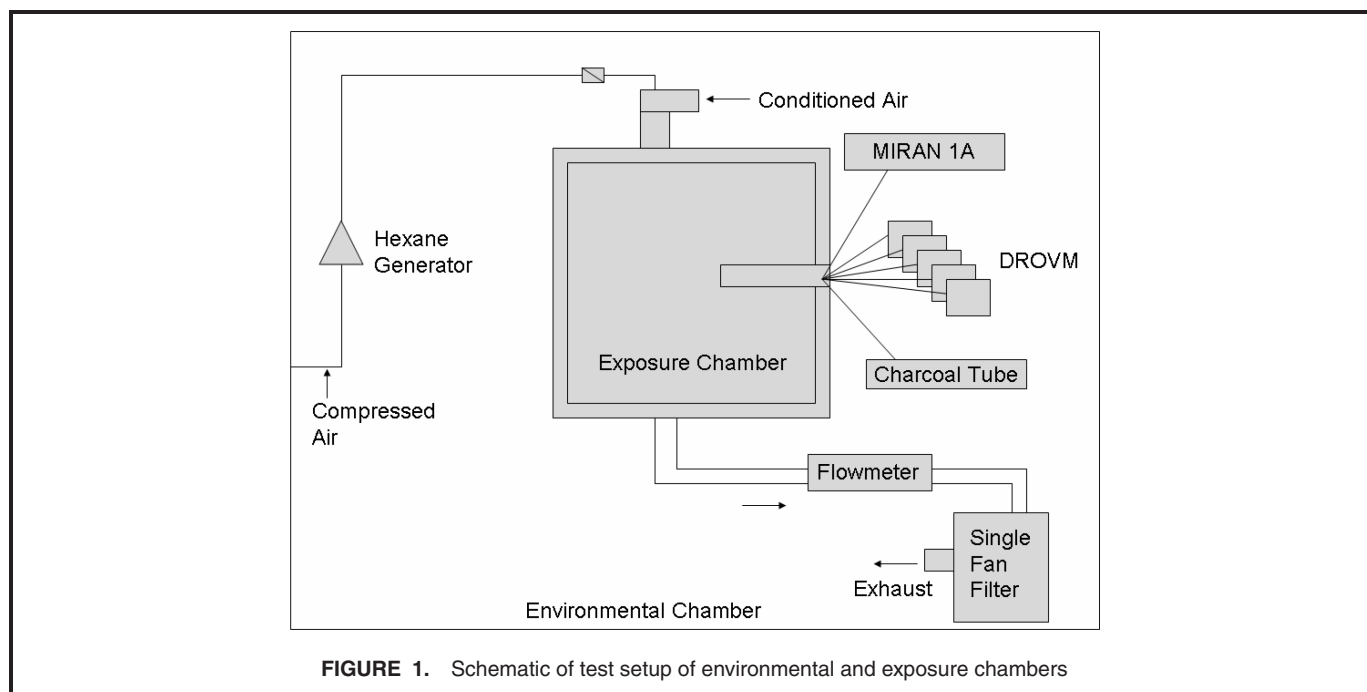 Conditioned Air
MIRAN 1A
Hexane
Generator
DROVM
Exposure Chamber
Charcoal Tube
Compressed
Air
Flowmeter
Single
Fan
Filter
Exhaust
Environmental Chamber
FIGURE 1. Schematic of test setup of environmental and exposure chambers